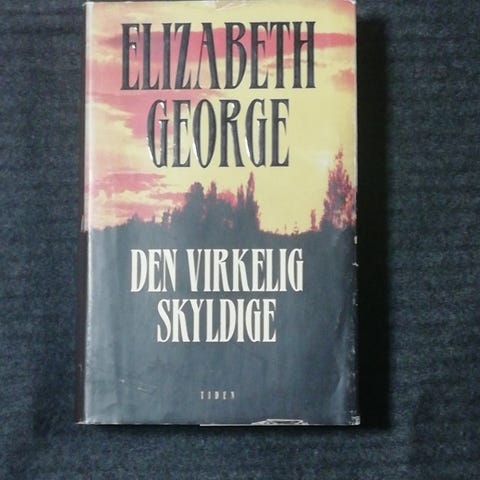 ELIZABETH
GEORGE
DEN VIRKELIG
SKYLDIGE
TIDEN